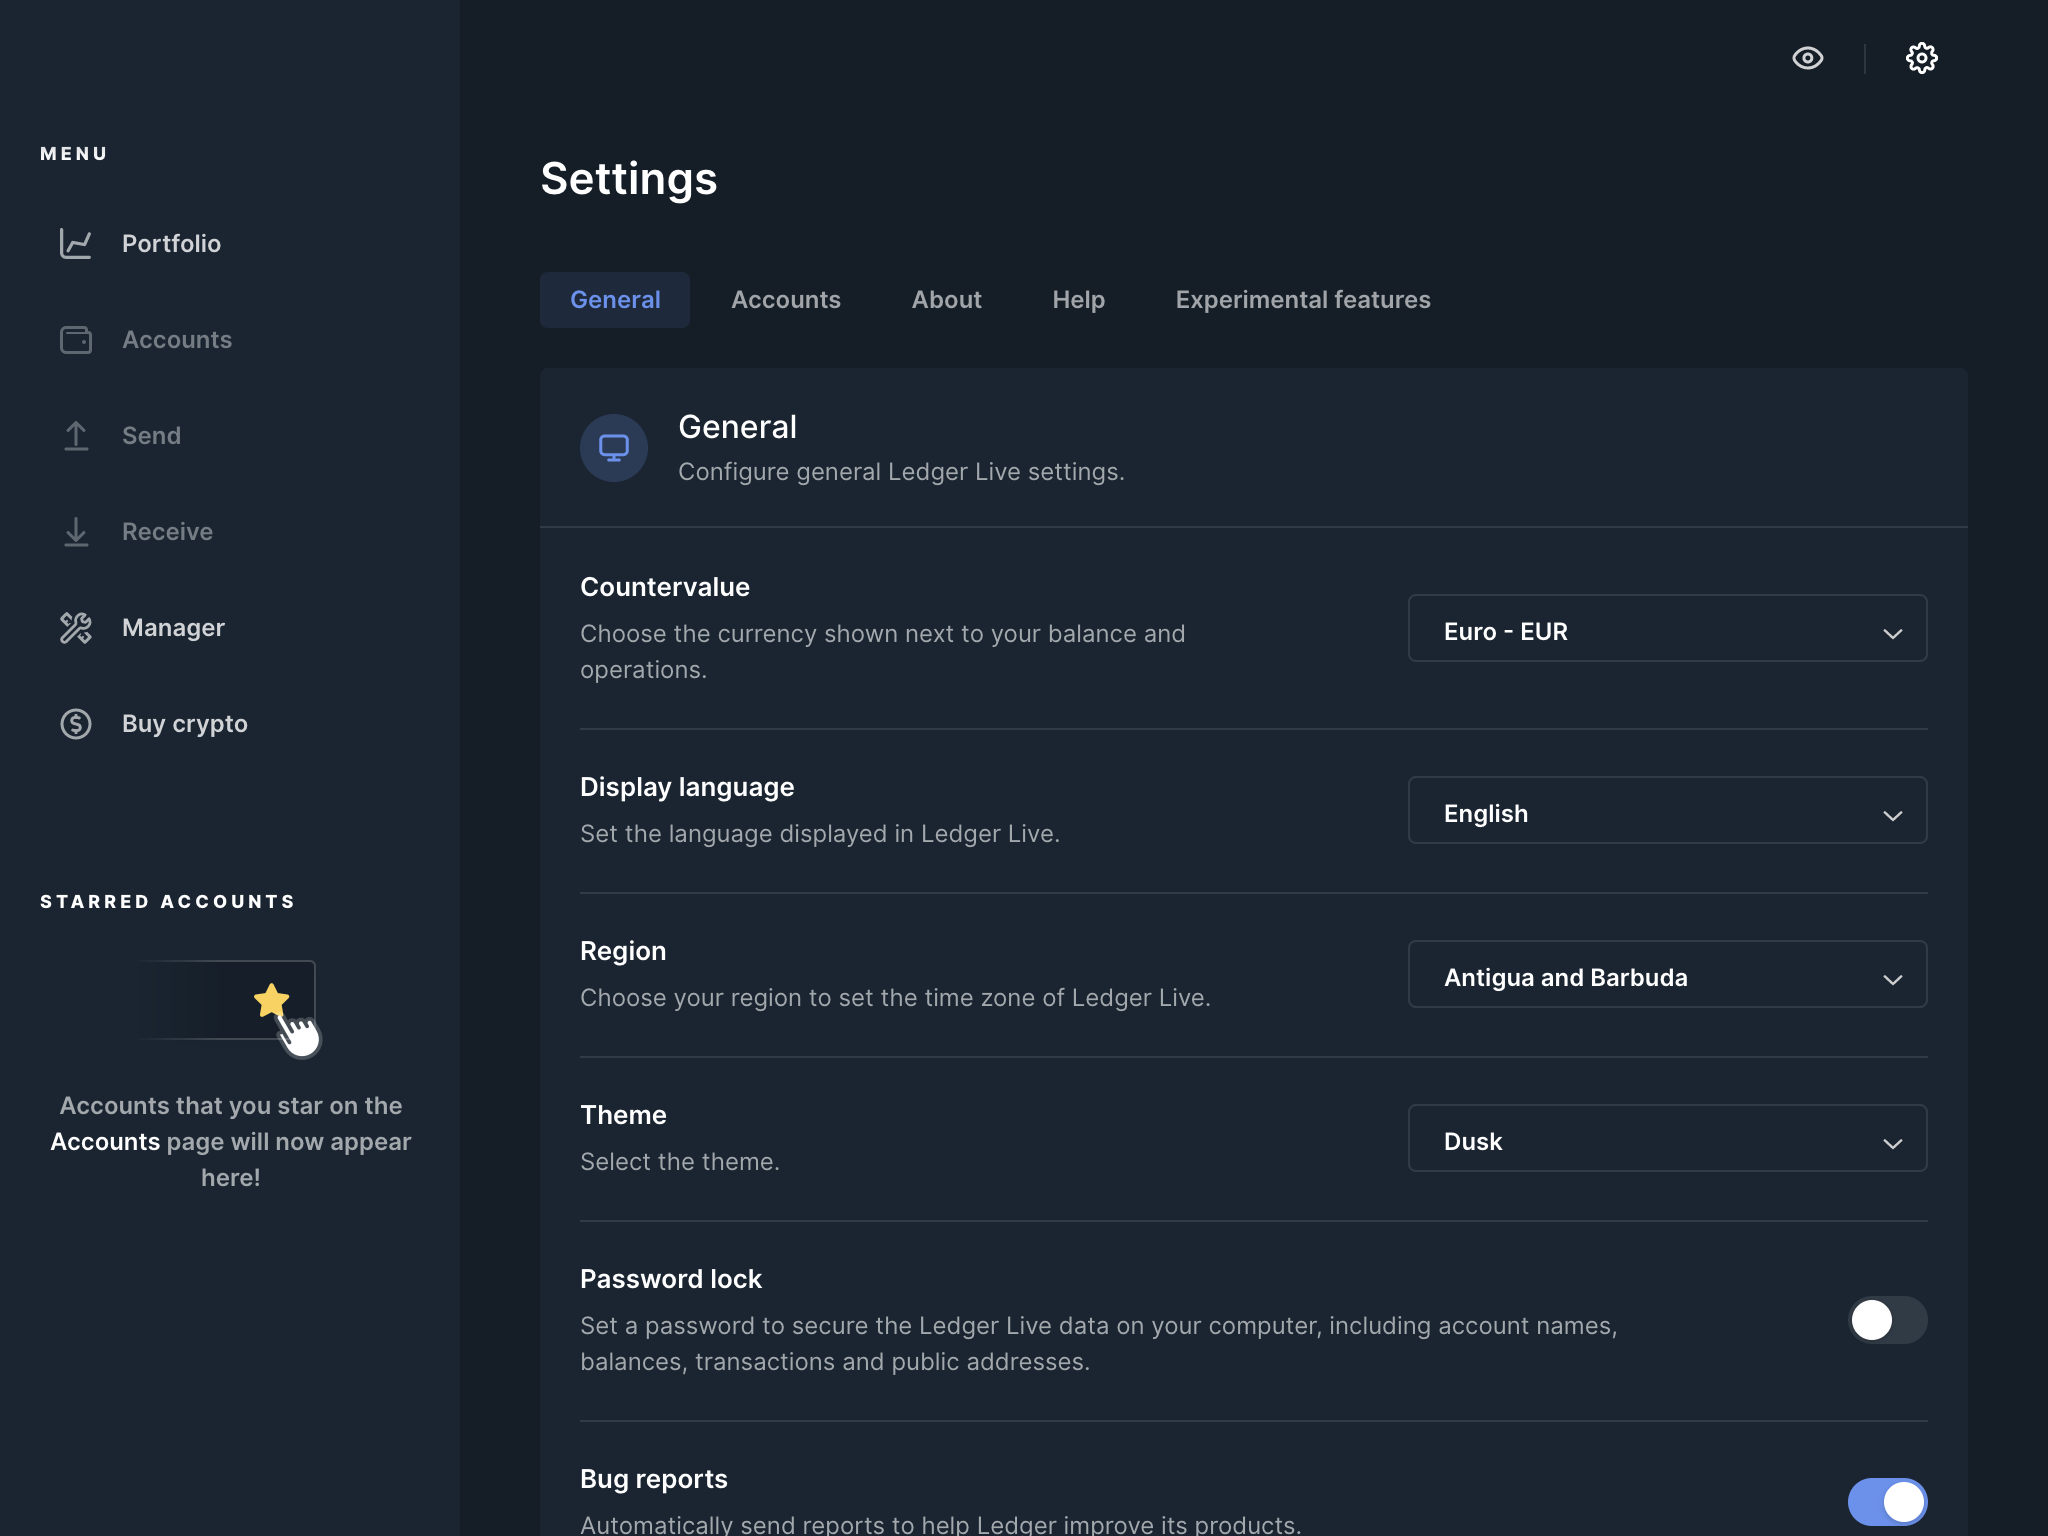 MENU
Portfolio
Accounts
Send
Receive
Manager
Buy crypto
STARRED ACCOUNTS
Accounts that you star on the
Accounts page will now appear
here!
Settings
General
Accounts
About
Help
Experimental features
General
Configure general Ledger Live settings.
Countervalue
Choose the currency shown next to your balance and
operations.
Euro - EUR
Display language
Set the language displayed in Ledger Live.
English
Region
Choose your region to set the time zone of Ledger Live.
Antigua and Barbuda
Theme
Select the theme.
Dusk
Password lock
Set a password to secure the Ledger Live data on your computer, including account names,
balances, transactions and public addresses.
Bug reports
Automatically send reports to help Ledger improve its products.